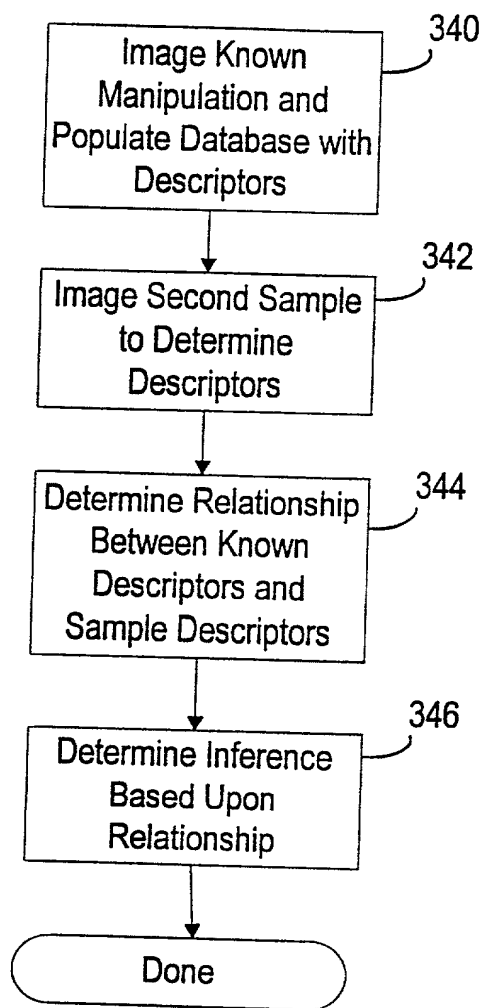 340
Image Known
Manipulation and
Populate Database with
Descriptors
342
Image Second Sample
to Determine
Descriptors
344
Determine Relationship
Between Known
Descriptors and
Sample Descriptors
346
Determine Inference
Based Upon
Relationship
Done